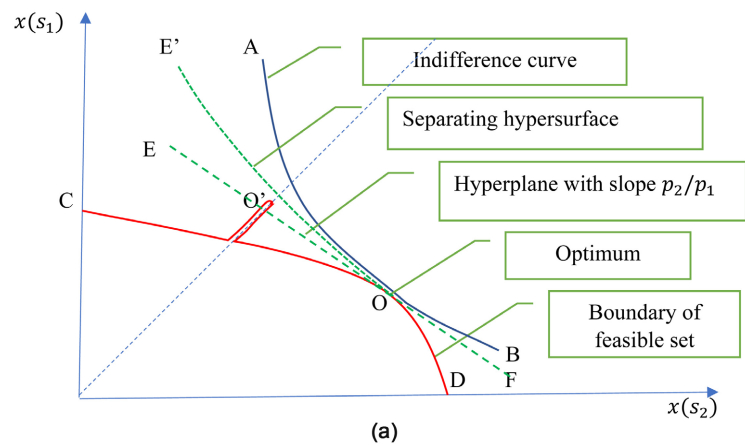 x(s₁)
E’
A
Indifference curve
Separating hypersurface
E
Hyperplane with slope p₂/p₁
C
O’
Optimum
O
Boundary of
feasible set
B
D
F
x(s₂)
(a)